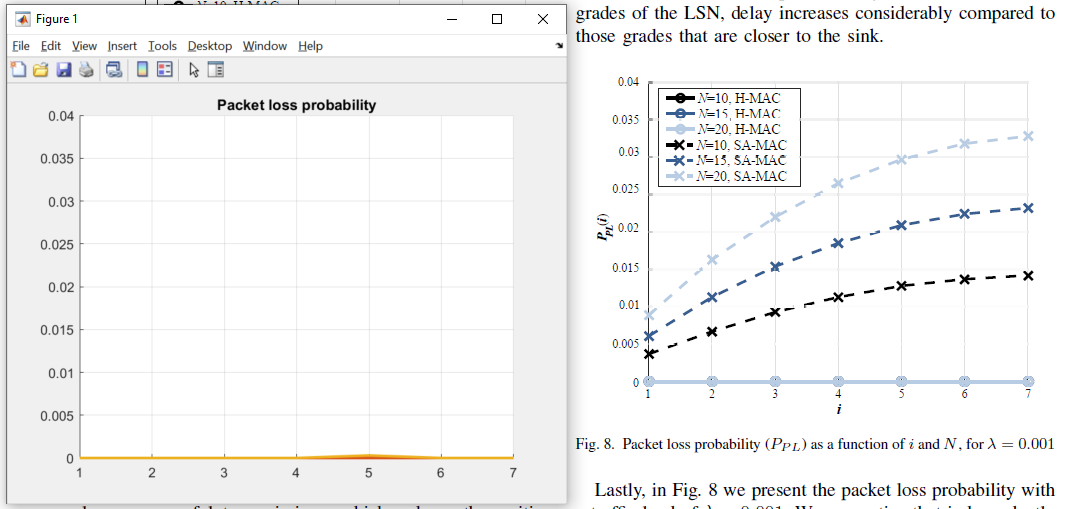 Figure 1
File Edit View Insert Tools Desktop Window Help
Packet loss probability
0.04
0.035
0.03
0.025
0.02
0.015
0.01
0.005
0
1 2 3 4 5 6 7
grades of the LSN, delay increases considerably compared to
those grades that are closer to the sink.
0.04
0.035
0.03
0.025
0.02
0.015
0.01
0.005
0
P_PL(i)
N=10, H-MAC
N=15, H-MAC
N=20, H-MAC
N=10, SA-MAC
N=15, SA-MAC
N=20, SA-MAC
1 2 3 4 5 6 7
i
Fig. 8. Packet loss probability (P_PL) as a function of i and N, for λ = 0.001
Lastly, in Fig. 8 we present the packet loss probability with